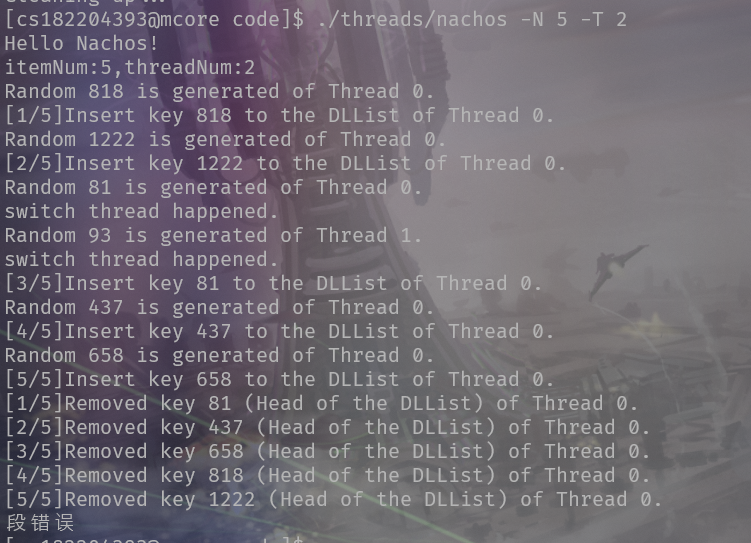 [cs182204393@mcore code]$ ./threads/nachos -N 5 -T 2
Hello Nachos!
itemNum:5,threadNum:2
Random 818 is generated of Thread 0.
[1/5]Insert key 818 to the DLList of Thread 0.
Random 1222 is generated of Thread 0.
[2/5]Insert key 1222 to the DLList of Thread 0.
Random 81 is generated of Thread 0.
switch thread happened.
Random 93 is generated of Thread 1.
switch thread happened.
[3/5]Insert key 81 to the DLList of Thread 0.
Random 437 is generated of Thread 0.
[4/5]Insert key 437 to the DLList of Thread 0.
Random 658 is generated of Thread 0.
[5/5]Insert key 658 to the DLList of Thread 0.
[1/5]Removed key 81 (Head of the DLList) of Thread 0.
[2/5]Removed key 437 (Head of the DLList) of Thread 0.
[3/5]Removed key 658 (Head of the DLList) of Thread 0.
[4/5]Removed key 818 (Head of the DLList) of Thread 0.
[5/5]Removed key 1222 (Head of the DLList) of Thread 0.
段错误